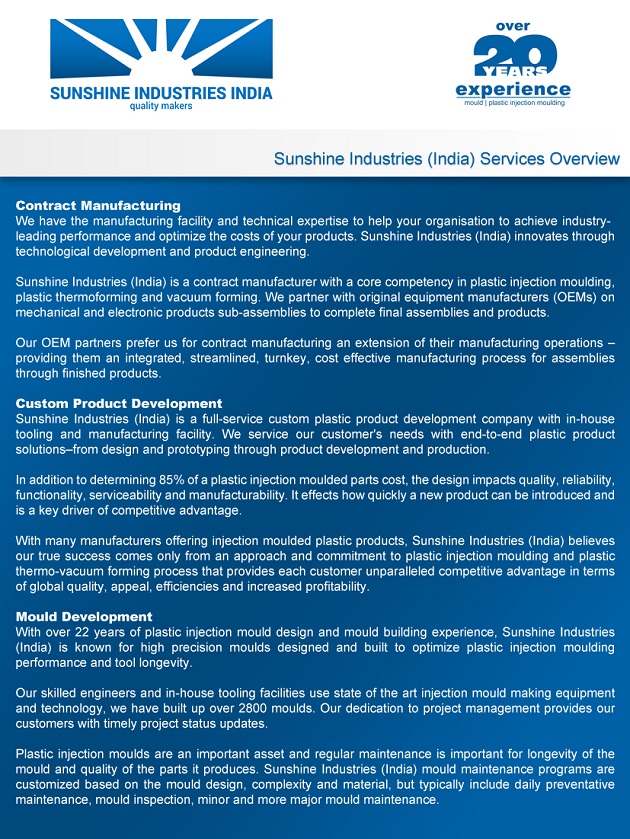 SUNSHINE INDUSTRIES INDIA
quality makers
over
20
YEARS
experience
mould | plastic injection moulding
Sunshine Industries (India) Services Overview
Contract Manufacturing
We have the manufacturing facility and technical expertise to help your organisation to achieve industry-
leading performance and optimize the costs of your products. Sunshine Industries (India) innovates through
technological development and product engineering.
Sunshine Industries (India) is a contract manufacturer with a core competency in plastic injection moulding,
plastic thermoforming and vacuum forming. We partner with original equipment manufacturers (OEMs) on
mechanical and electronic products sub-assemblies to complete final assemblies and products.
Our OEM partners prefer us for contract manufacturing an extension of their manufacturing operations –
providing them an integrated, streamlined, turnkey, cost effective manufacturing process for assemblies
through finished products.
Custom Product Development
Sunshine Industries (India) is a full-service custom plastic product development company with in-house
tooling and manufacturing facility. We service our customer's needs with end-to-end plastic product
solutions–from design and prototyping through product development and production.
In addition to determining 85% of a plastic injection moulded parts cost, the design impacts quality, reliability,
functionality, serviceability and manufacturability. It effects how quickly a new product can be introduced and
is a key driver of competitive advantage.
With many manufacturers offering injection moulded plastic products, Sunshine Industries (India) believes
our true success comes only from an approach and commitment to plastic injection moulding and plastic
thermo-vacuum forming process that provides each customer unparalleled competitive advantage in terms
of global quality, appeal, efficiencies and increased profitability.
Mould Development
With over 22 years of plastic injection mould design and mould building experience, Sunshine Industries
(India) is known for high precision moulds designed and built to optimize plastic injection moulding
performance and tool longevity.
Our skilled engineers and in-house tooling facilities use state of the art injection mould making equipment
and technology, we have built up over 2800 moulds. Our dedication to project management provides our
customers with timely project status updates.
Plastic injection moulds are an important asset and regular maintenance is important for longevity of the
mould and quality of the parts it produces. Sunshine Industries (India) mould maintenance programs are
customized based on the mould design, complexity and material, but typically include daily preventative
maintenance, mould inspection, minor and more major mould maintenance.